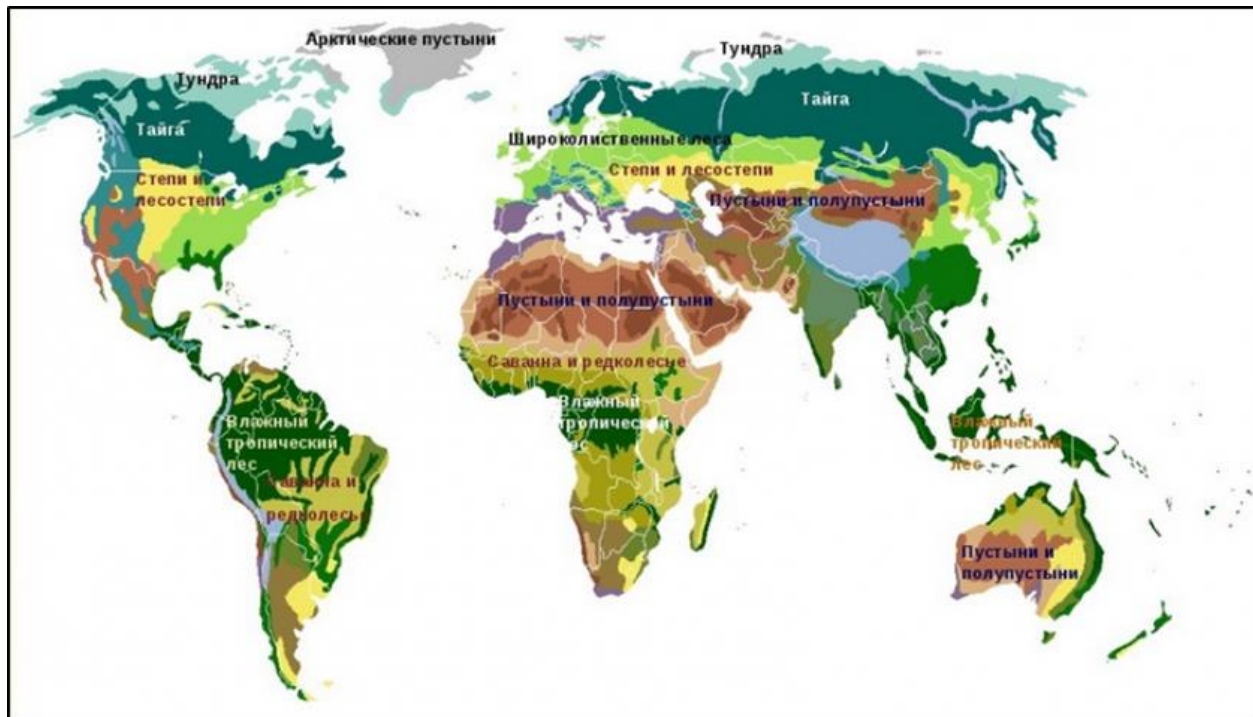 Арктические пустыни
Тундра
Тундра
Тайга
Тайга
Широколиственные леса
Степи и лесостепи
Степи и
лесостепи
Пустыни и полупустыни
Пустыни и полупустыни
Саванна и редколесье
Влажный
тропический
лес
Влажный
тропический
лес
Влажный
тропический
лес
Саванна и
редколесье
Пустыни и
полупустыни